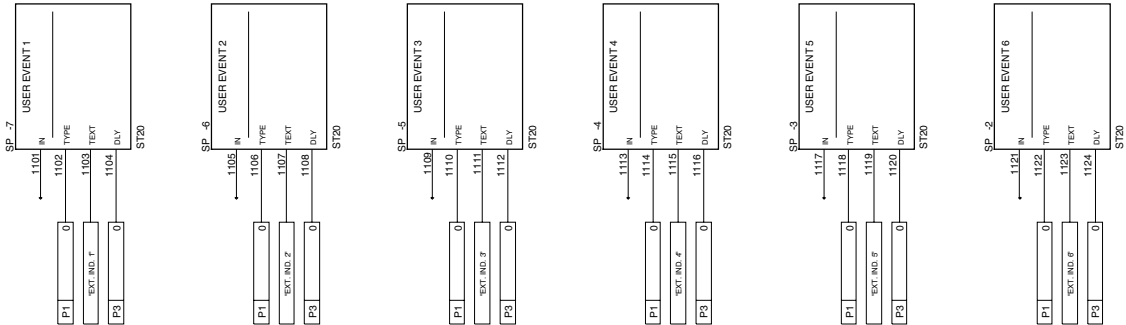 SP -7
USER EVENT 1
1101 IN
1102 TYPE
1103 TEXT
1104 DLY
ST20
P1 0
"EXT. IND. 1"
P3 0
SP -6
USER EVENT 2
1105 IN
1106 TYPE
1107 TEXT
1108 DLY
ST20
P1 0
"EXT. IND. 2"
P3 0
SP -5
USER EVENT 3
1109 IN
1110 TYPE
1111 TEXT
1112 DLY
ST20
P1 0
"EXT. IND. 3"
P3 0
SP -4
USER EVENT 4
1113 IN
1114 TYPE
1115 TEXT
1116 DLY
ST20
P1 0
"EXT. IND. 4"
P3 0
SP -3
USER EVENT 5
1117 IN
1118 TYPE
1119 TEXT
1120 DLY
ST20
P1 0
"EXT. IND. 5"
P3 0
SP -2
USER EVENT 6
1121 IN
1122 TYPE
1123 TEXT
1124 DLY
ST20
P1 0
"EXT. IND. 6"
P3 0